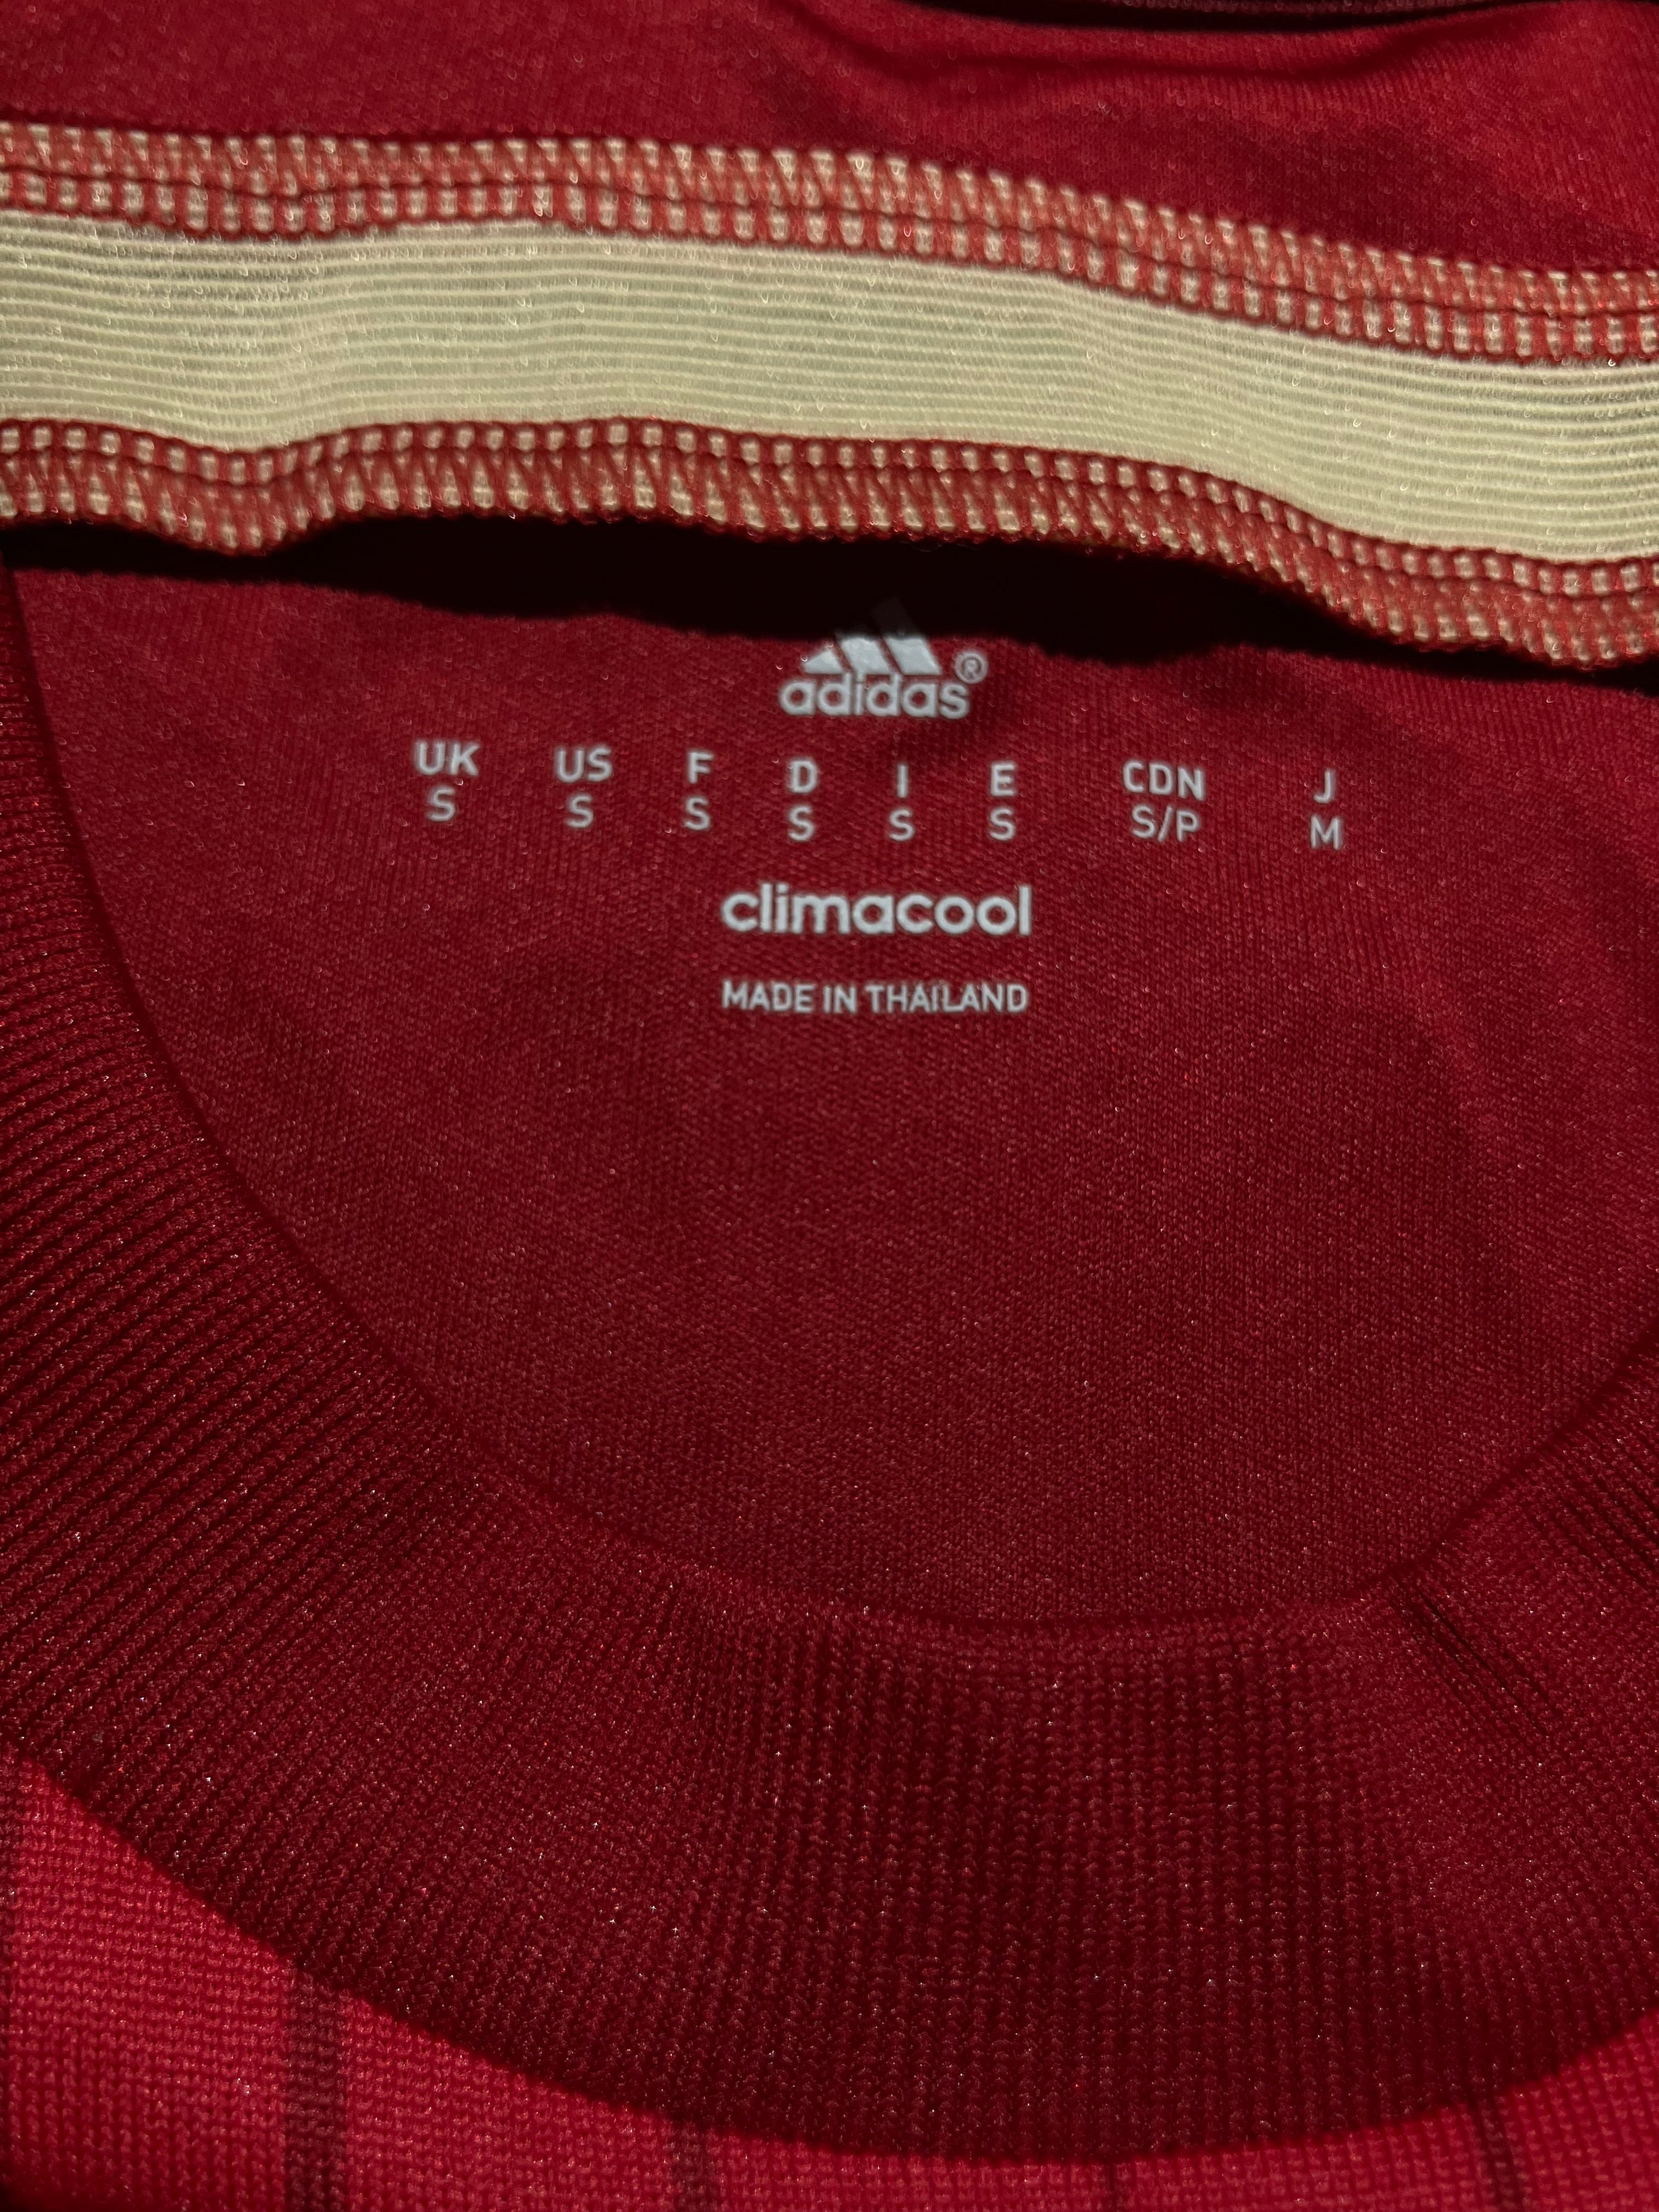 adidas®
UK US F D I E CDN J
S S S S S S S/P M
climacool
MADE IN THAILAND